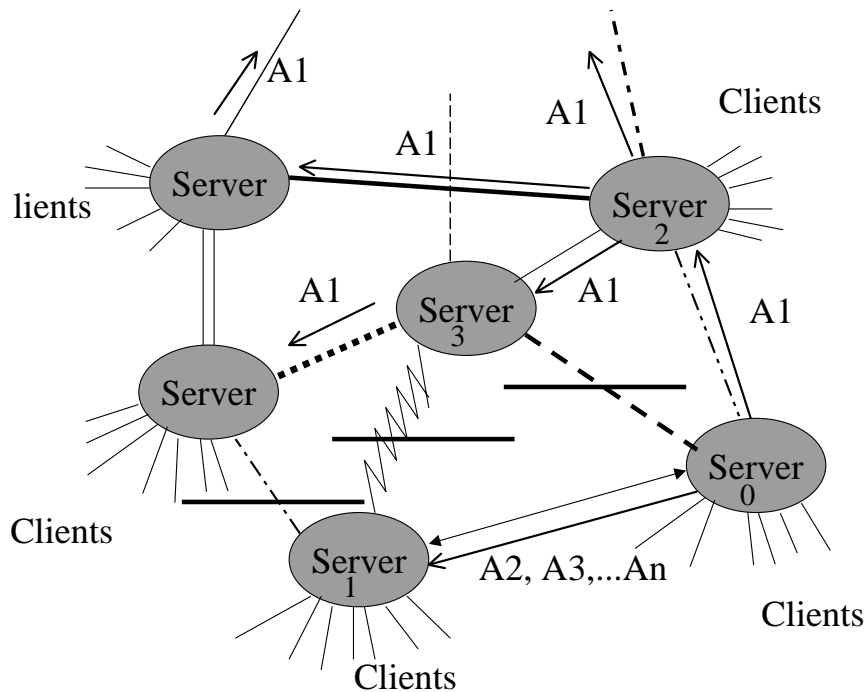 A1
Clients
A1
A1
Server
lients
Server
2
A1
A1
Server
3
A1
Server
Server
0
Clients
Server
1
A2, A3,...An
Clients
Clients